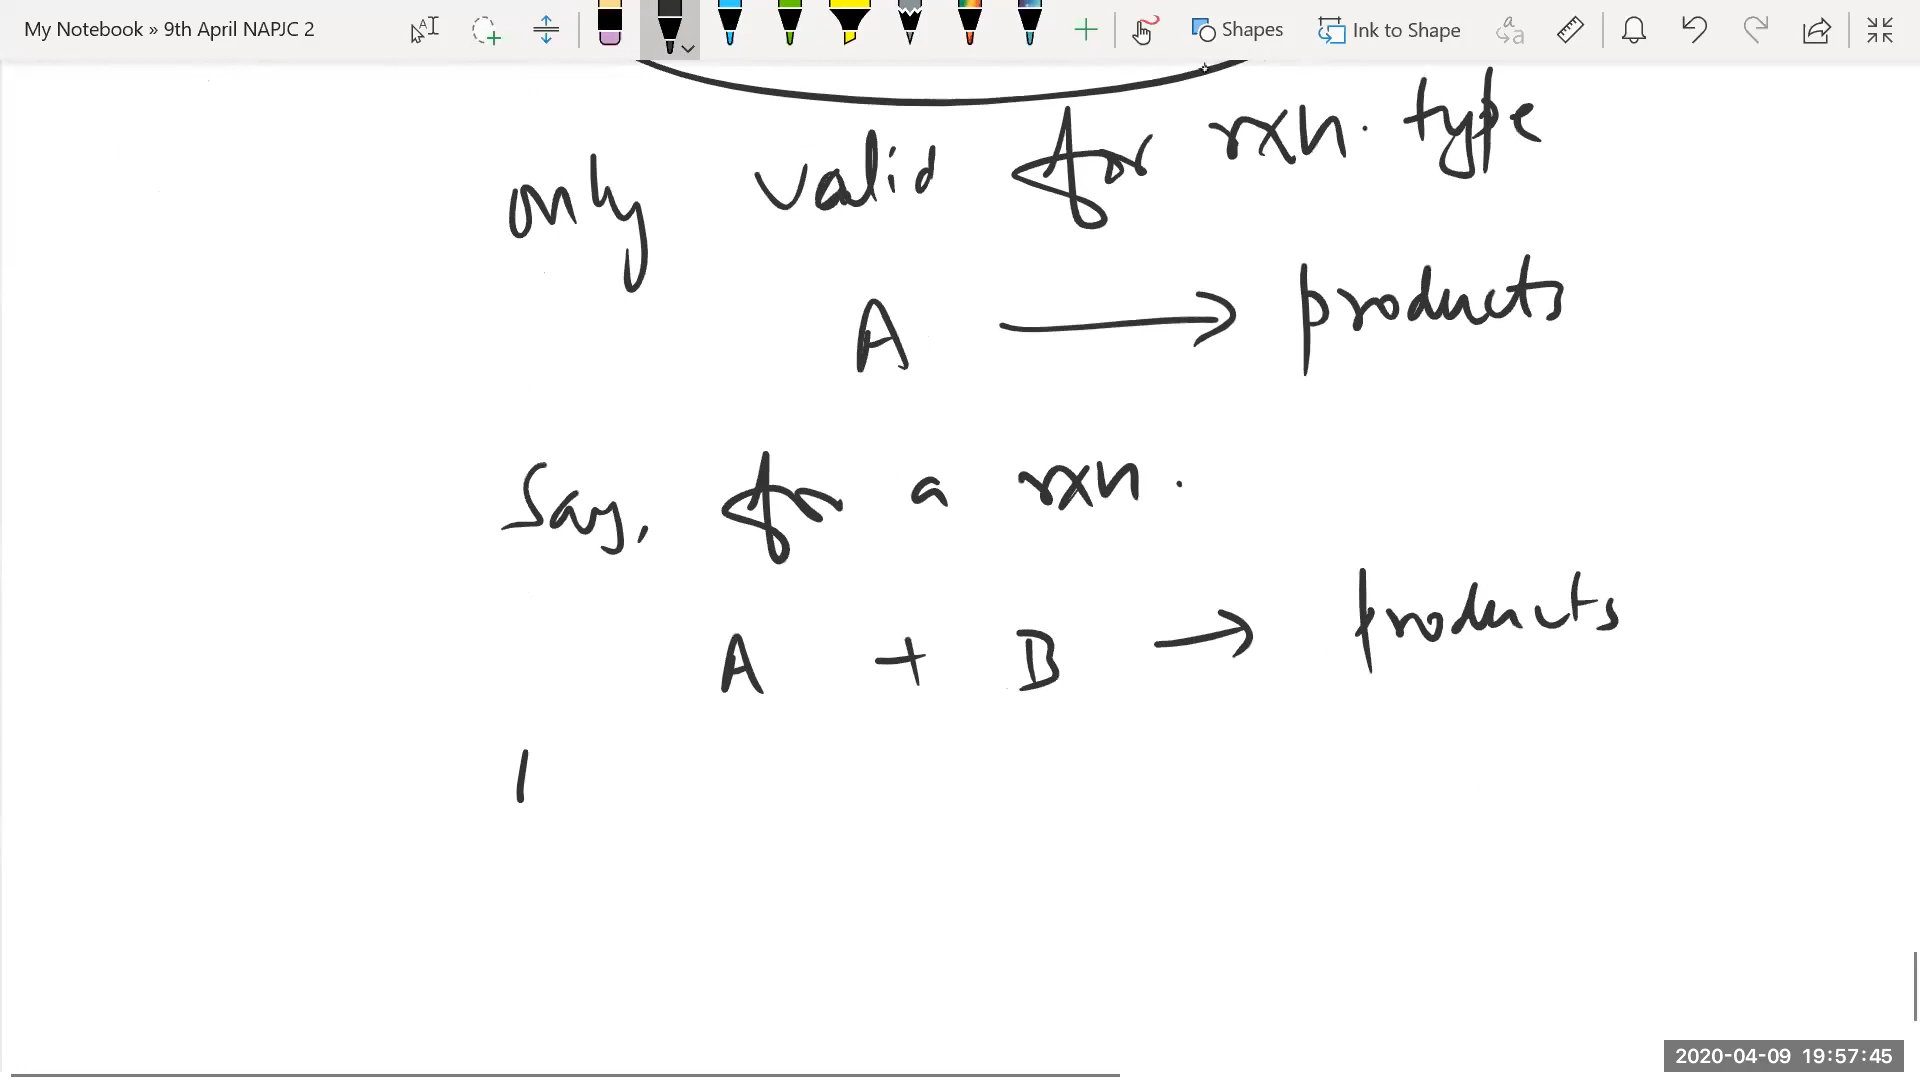 My Notebook » 9th April NAPJC 2
Shapes
Ink to Shape
only valid for rxn. type
A → products
Say, for a rxn.
A + B → products
2020-04-09 19:57:45